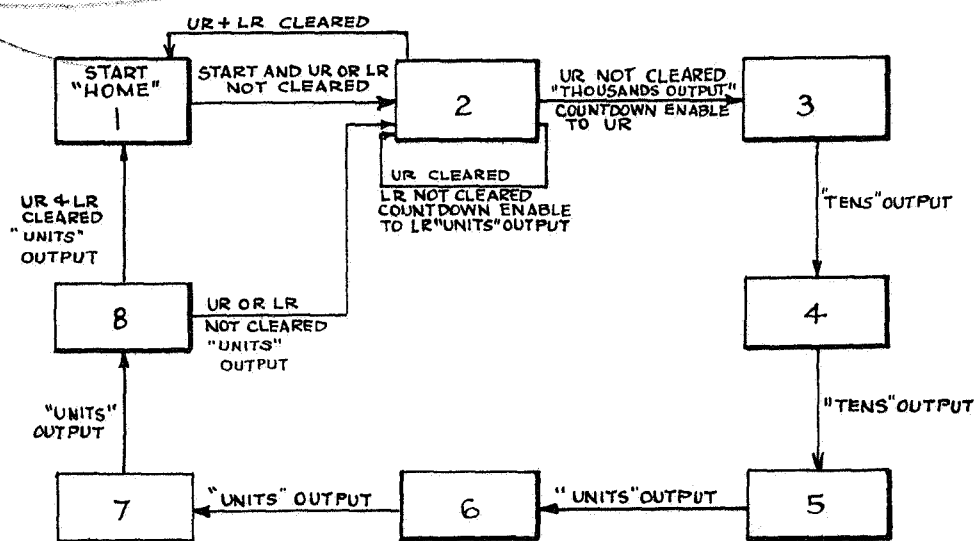 UR + LR CLEARED
START
"HOME"
1
START AND UR OR LR
NOT CLEARED
2
UR NOT CLEARED
"THOUSANDS OUTPUT"
COUNTDOWN ENABLE
TO UR
3
UR CLEARED
LR NOT CLEARED
COUNTDOWN ENABLE
TO LR "UNITS" OUTPUT
"TENS" OUTPUT
UR & LR
CLEARED
"UNITS"
OUTPUT
8
UR OR LR
NOT CLEARED
"UNITS"
OUTPUT
4
"TENS" OUTPUT
"UNITS"
OUTPUT
7
"UNITS" OUTPUT
6
"UNITS" OUTPUT
5